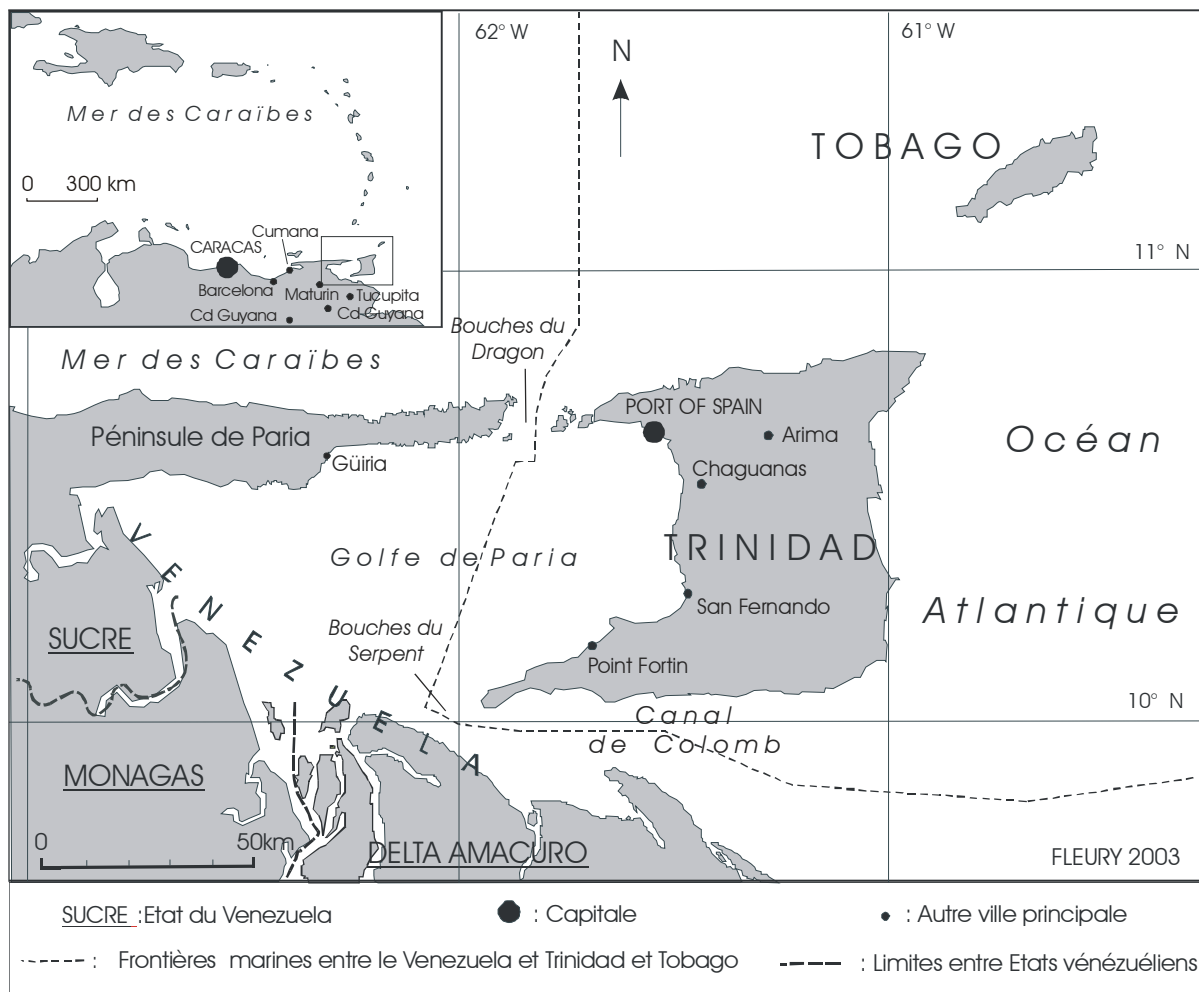 62° W
61° W
N
Mer des Caraïbes
TOBAGO
0 300 km
Cumana
CARACAS
11° N
Barcelona
Maturin
Tucupita
Cd Guyana
Cd Guyana
Bouches du
Dragon
Mer des Caraïbes
PORT OF SPAIN
Péninsule de Paria
Arima
Océan
Güiria
Chaguanas
VENEZUELA
Golfe de Paria
TRINIDAD
San Fernando
Atlantique
SUCRE
Bouches du
Serpent
Point Fortin
10° N
Canal
de Colomb
MONAGAS
0 50km
DELTA AMACURO
FLEURY 2003
SUCRE :Etat du Venezuela
: Capitale
: Autre ville principale
: Frontières marines entre le Venezuela et Trinidad et Tobago
: Limites entre Etats vénézuéliens